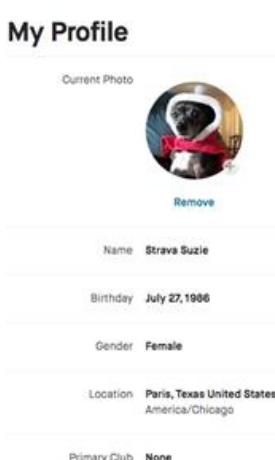 My Profile
Current Photo
Remove
Name Strava Suzie
Birthday July 27, 1986
Gender Female
Location Paris, Texas United States
America/Chicago
Primary Club None